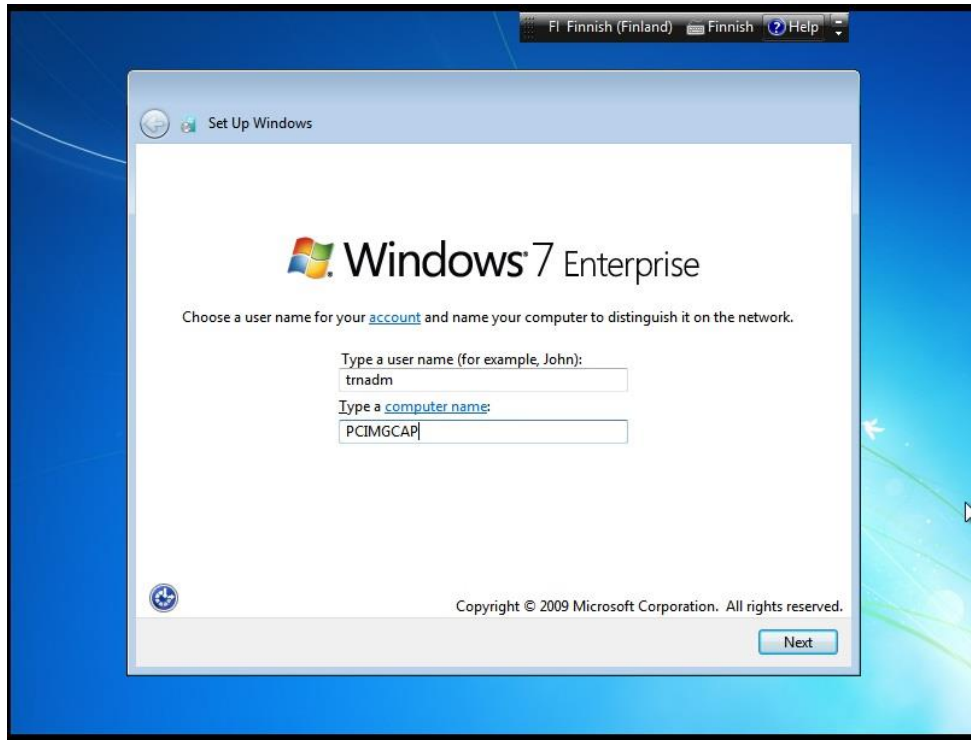 FI Finnish (Finland) Finnish Help
Set Up Windows
Windows 7 Enterprise
Choose a user name for your account and name your computer to distinguish it on the network.
Type a user name (for example, John):
trnadm
Type a computer name:
PCIMGCAP
Copyright © 2009 Microsoft Corporation. All rights reserved.
Next